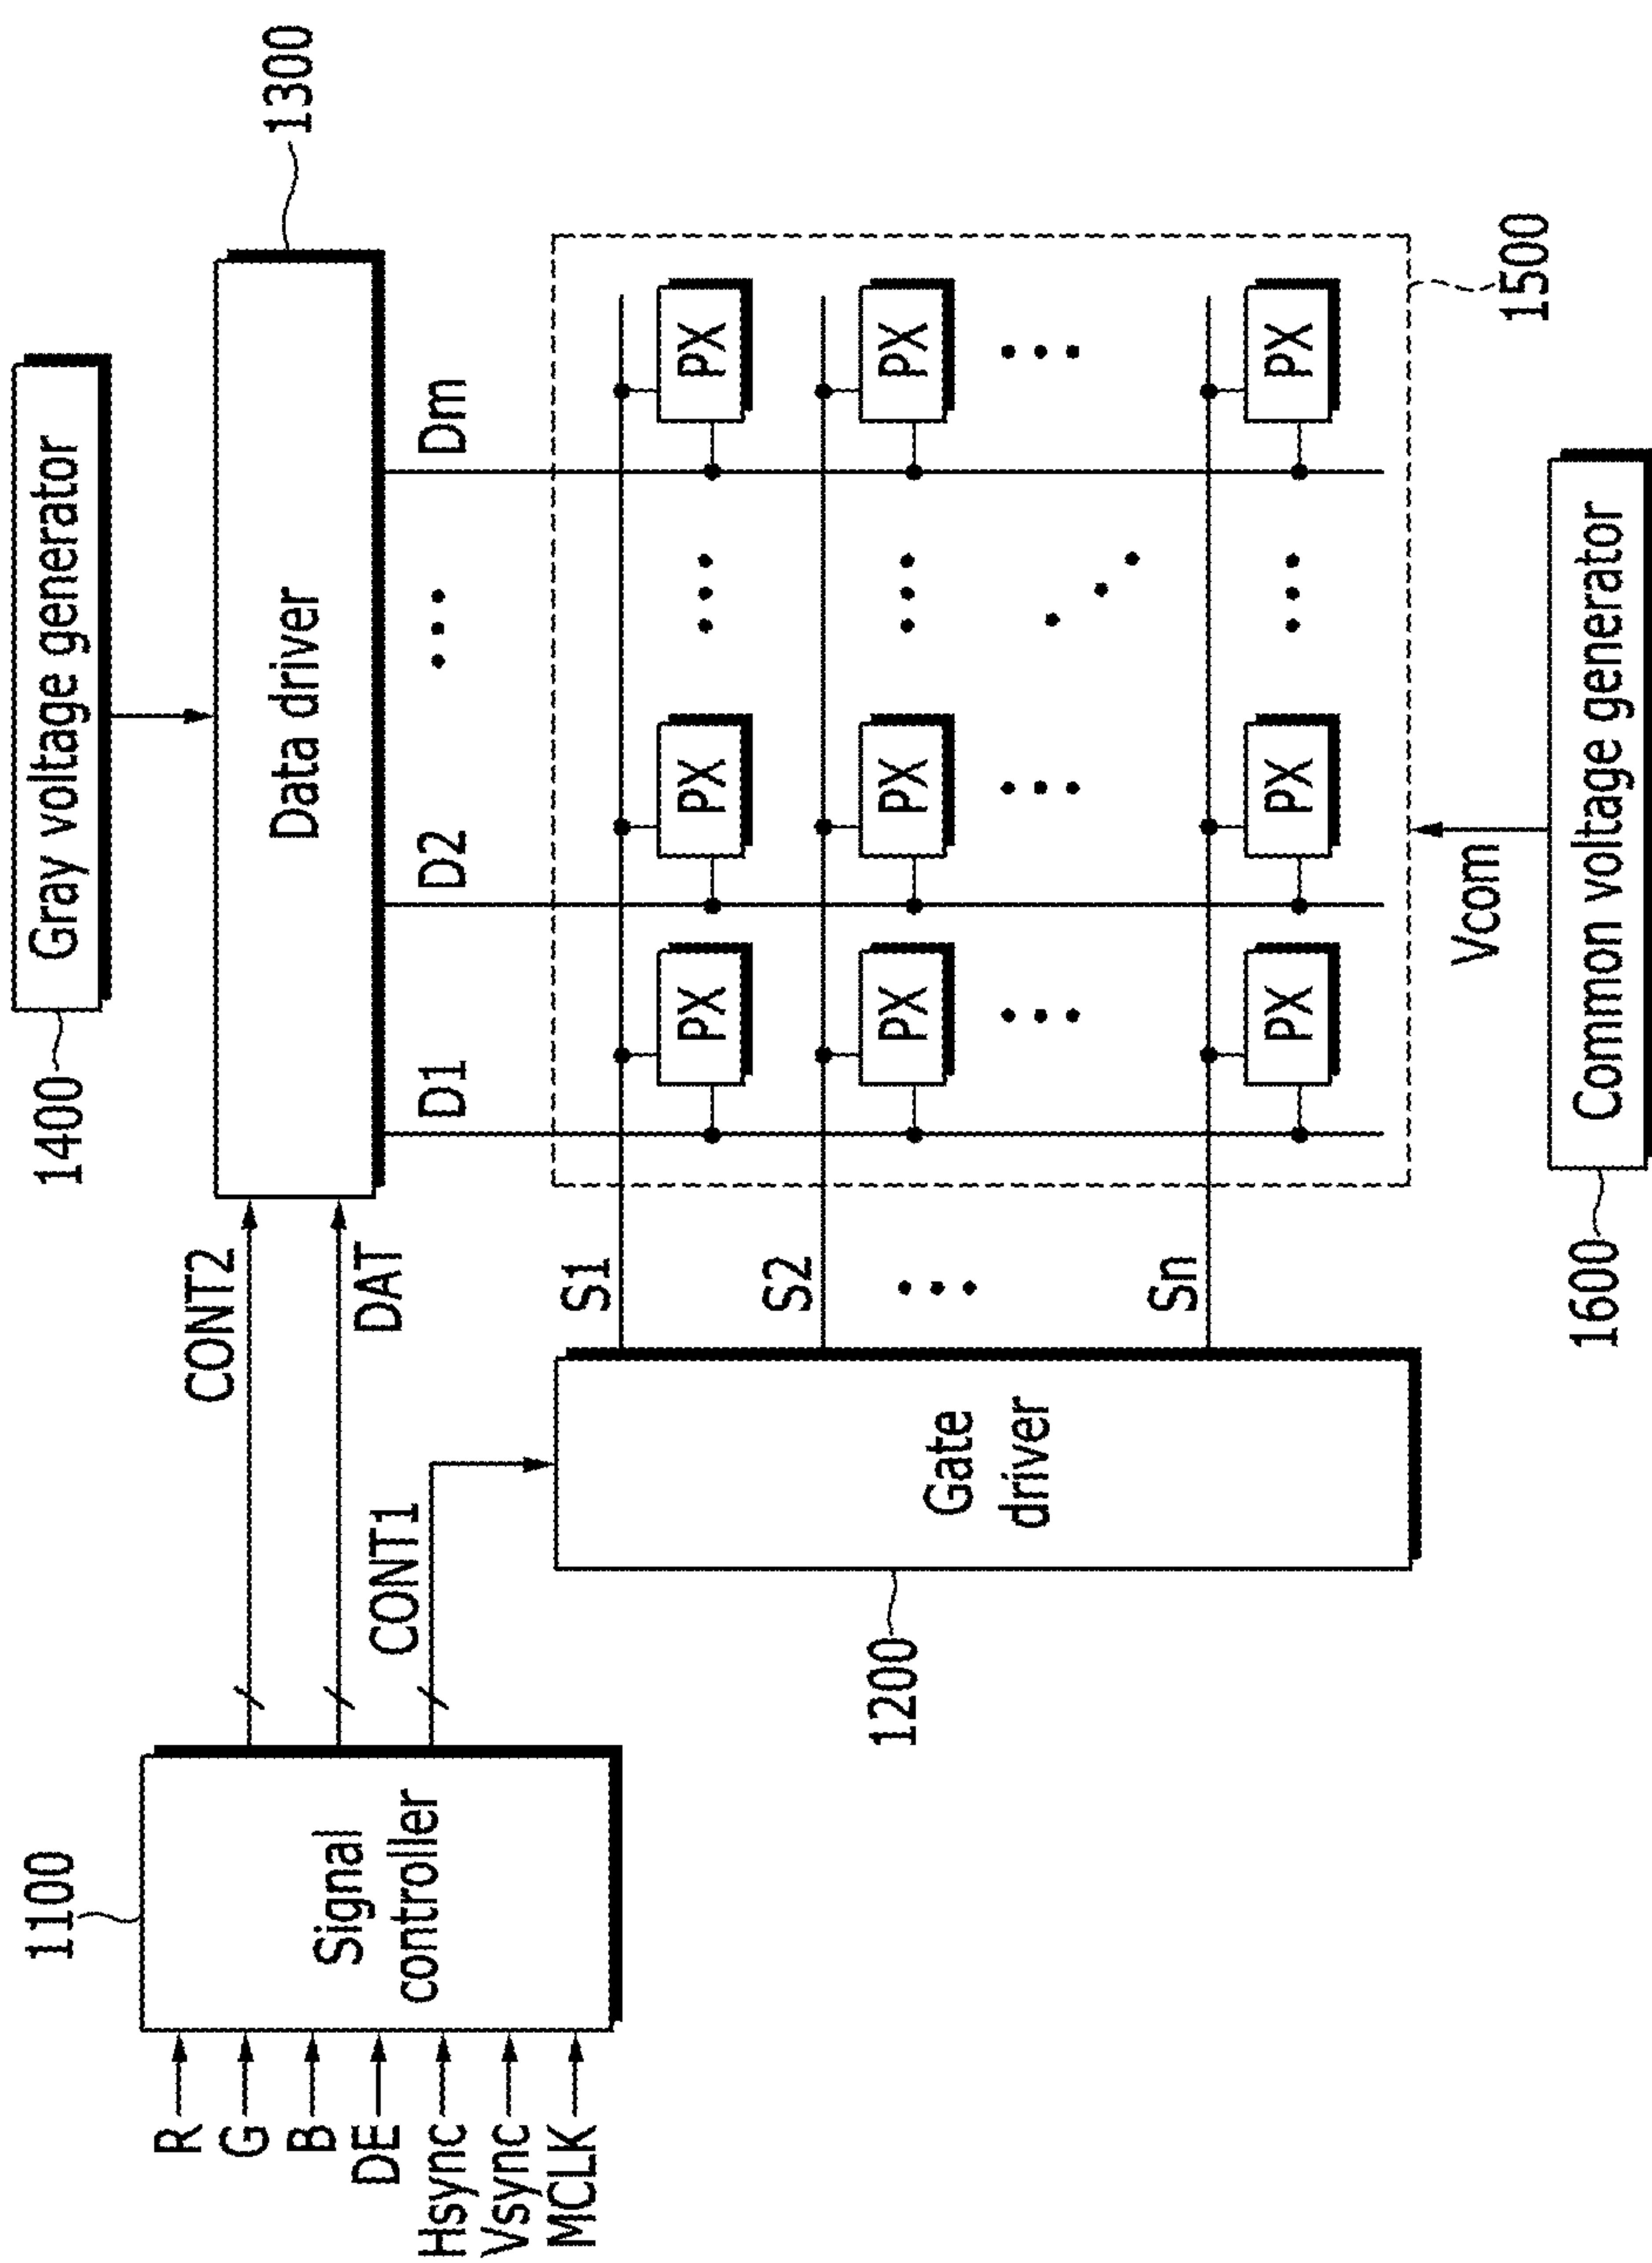 1400
Gray voltage generator
1300
1100
R
G
B
DE
Hsync
Vsync
MCLK
Signal
controller
CONT2
DAT
CONT1
Data driver
D1
D2
• • •
Dm
Gate
driver
1200
S1
S2
• • •
Sn
PX
PX
• • •
PX
PX
PX
• • •
PX
• • •
• • •
• • •
• • •
PX
PX
• • •
PX
1500
Vcom
Common voltage generator
1600